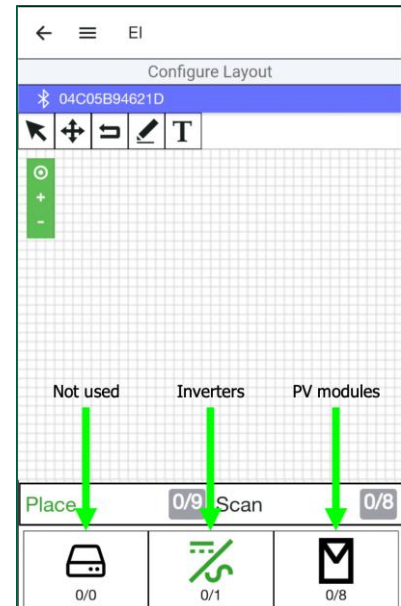 EI
Configure Layout
04C05B94621D
T
+
-
Not used Inverters PV modules
Place 0/9 Scan 0/8
0/0 0/1 0/8